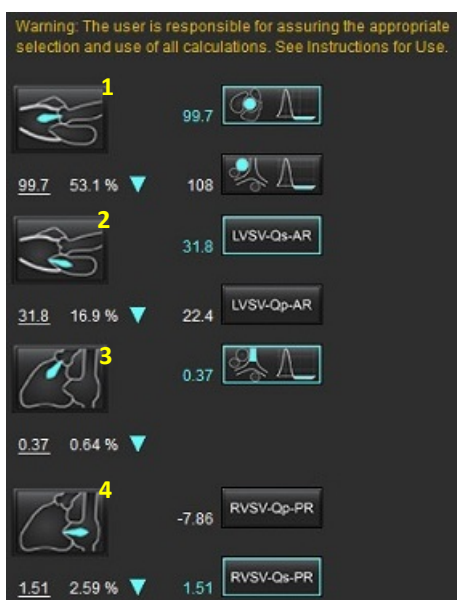 Warning: The user is responsible for assuring the appropriate
selection and use of all calculations. See Instructions for Use.
1
99.7
99.7 53.1 % ▼ 108
2
31.8 LVSV-Qs-AR
31.8 16.9 % ▼ 22.4 LVSV-Qp-AR
3
0.37
0.37 0.64 % ▼
4
-7.86 RVSV-Qp-PR
1.51 2.59 % ▼ 1.51 RVSV-Qs-PR